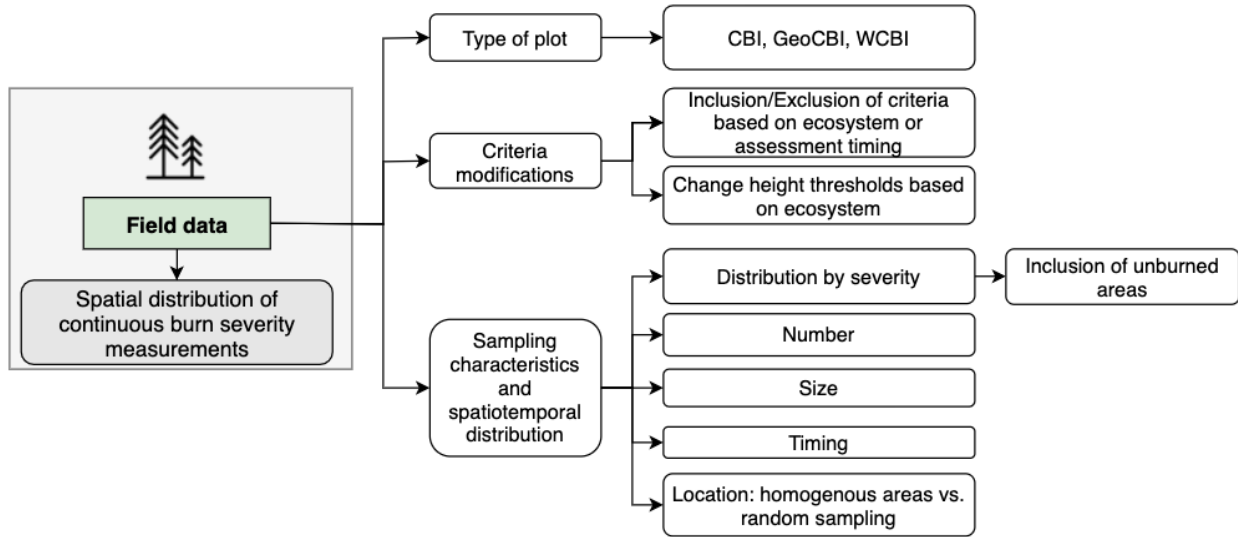 Field data
Spatial distribution of
continuous burn severity
measurements
Type of plot
CBI, GeoCBI, WCBI
Criteria
modifications
Inclusion/Exclusion of criteria
based on ecosystem or
assessment timing
Change height thresholds based
on ecosystem
Sampling
characteristics
and
spatiotemporal
distribution
Distribution by severity
Inclusion of unburned
areas
Number
Size
Timing
Location: homogenous areas vs.
random sampling